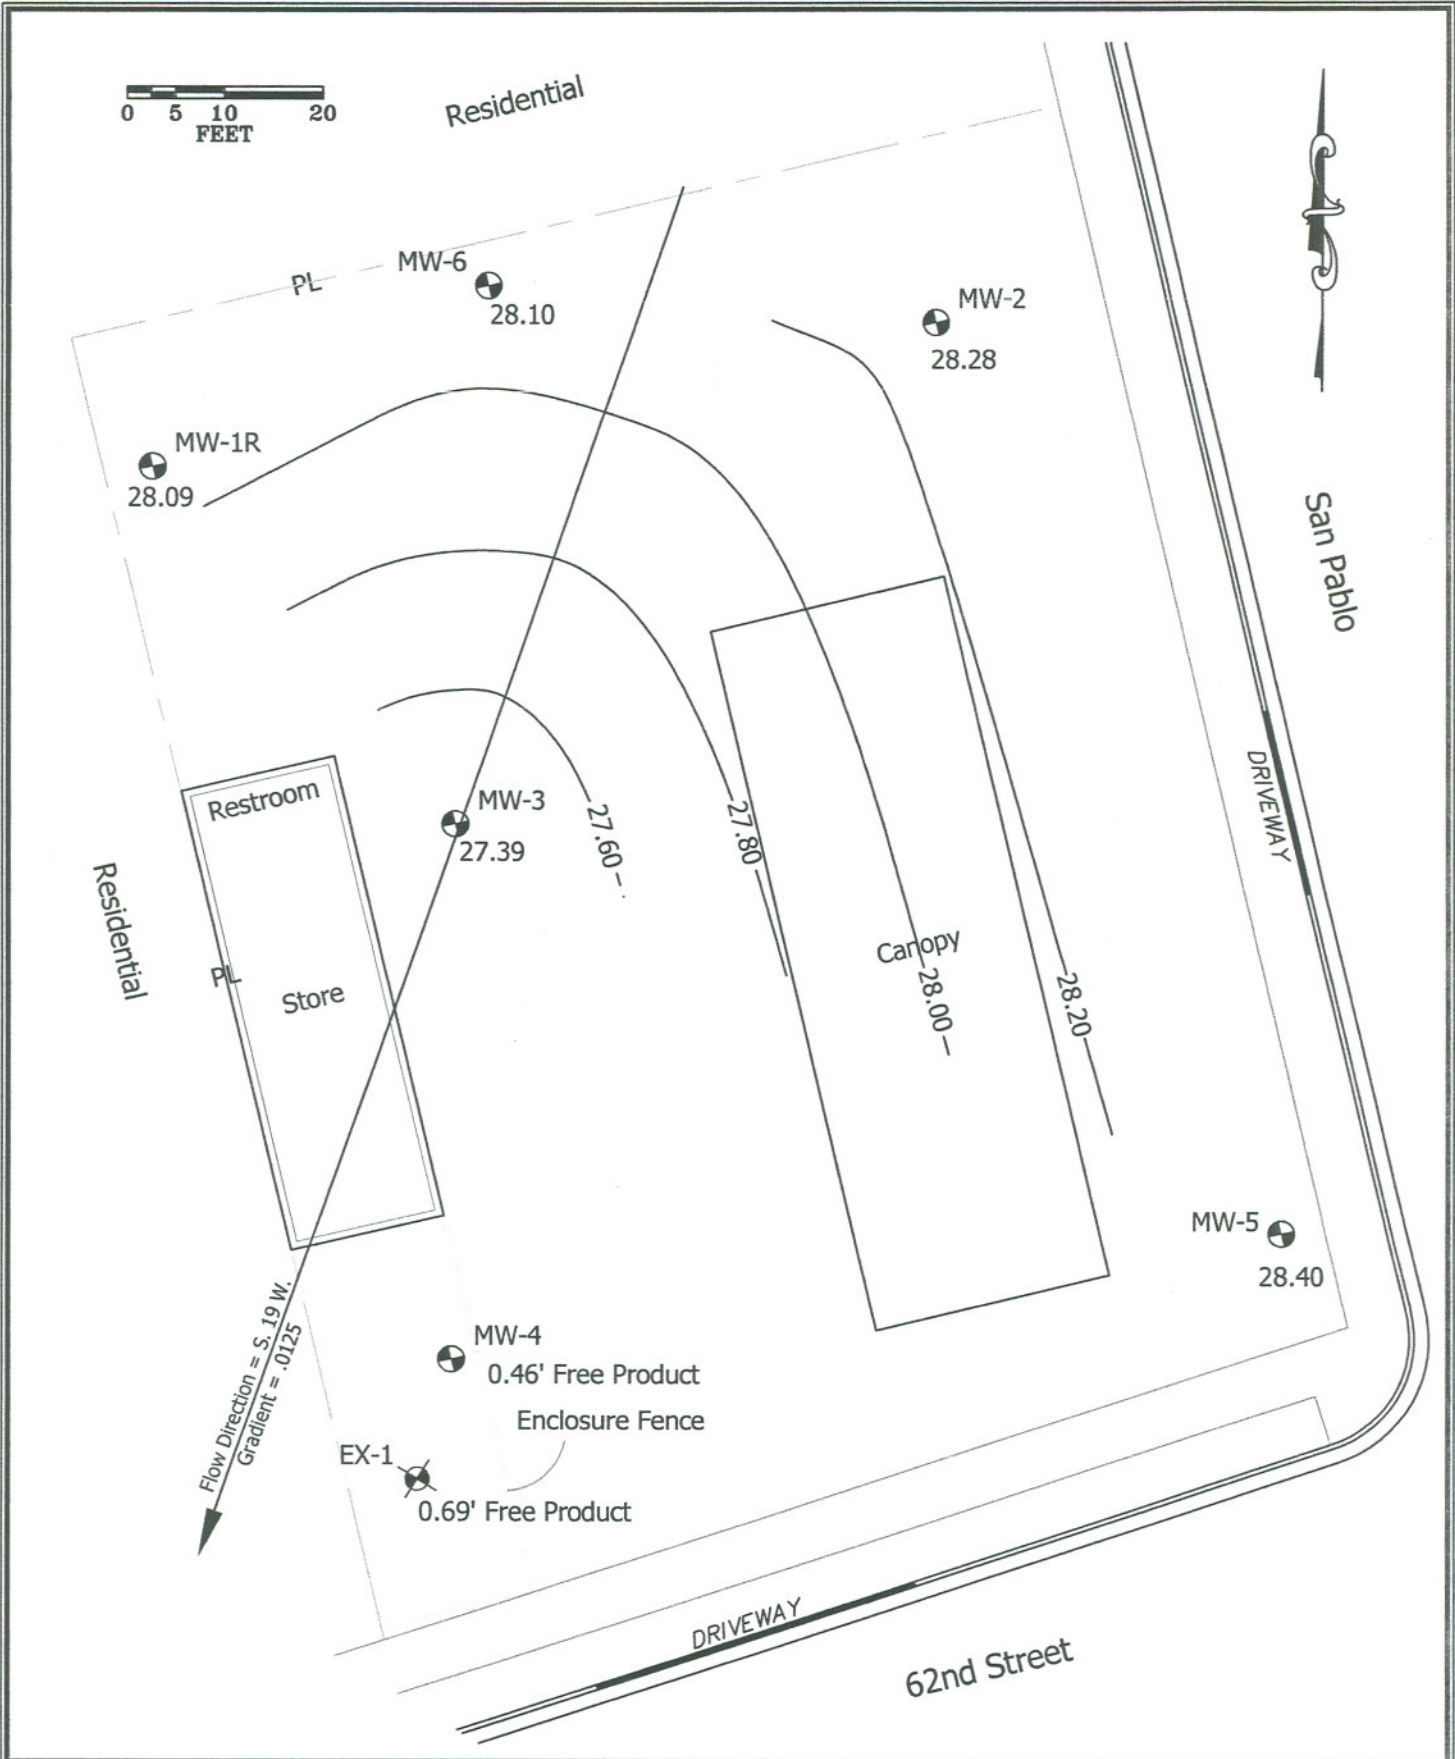 0 5 10 20
FEET
Residential
PL
MW-6
28.10
MW-2
28.28
MW-1R
28.09
San Pablo
DRIVEWAY
Restroom
MW-3
27.39
27.60
27.80
Residential
PL
Store
Canopy
28.00
28.20
MW-5
28.40
Flow Direction = S. 19 W.
Gradient = .0125
MW-4
0.46' Free Product
Enclosure Fence
EX-1
0.69' Free Product
DRIVEWAY
62nd Street